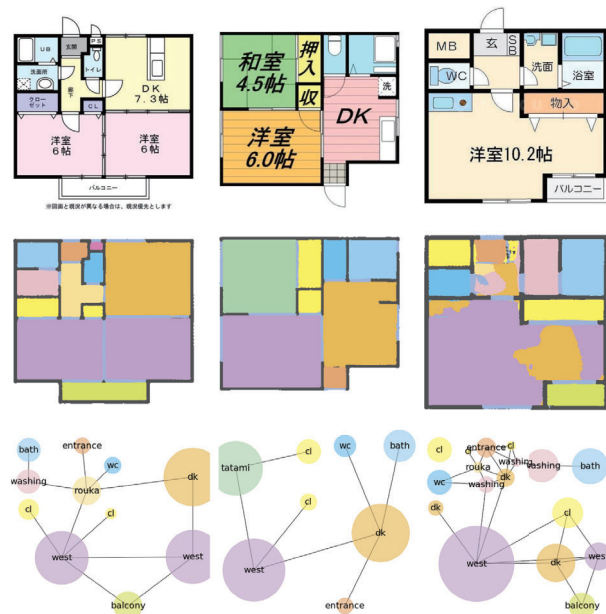 UB
玄関
PS
洗面所
トイレ
廊下
DK
7.3帖
クロー
ゼット
CL
洋室
6帖
洋室
6帖
バルコニー
※図面と現況が異なる場合は、現況優先とします
和室
4.5帖
押入
収
洗
洋室
6.0帖
DK
MB
玄
SB
洗面
浴室
WC
物入
洋室10.2帖
バルコニー
bath
entrance
wc
washing
rouka
dk
cl
cl
west
west
balcony
tatami
cl
wc
bath
cl
west
dk
entrance
cl
entrance
cl
cl
rouka
washing
washing
bath
wc
washing
dk
dk
cl
west
dk
west
balcony